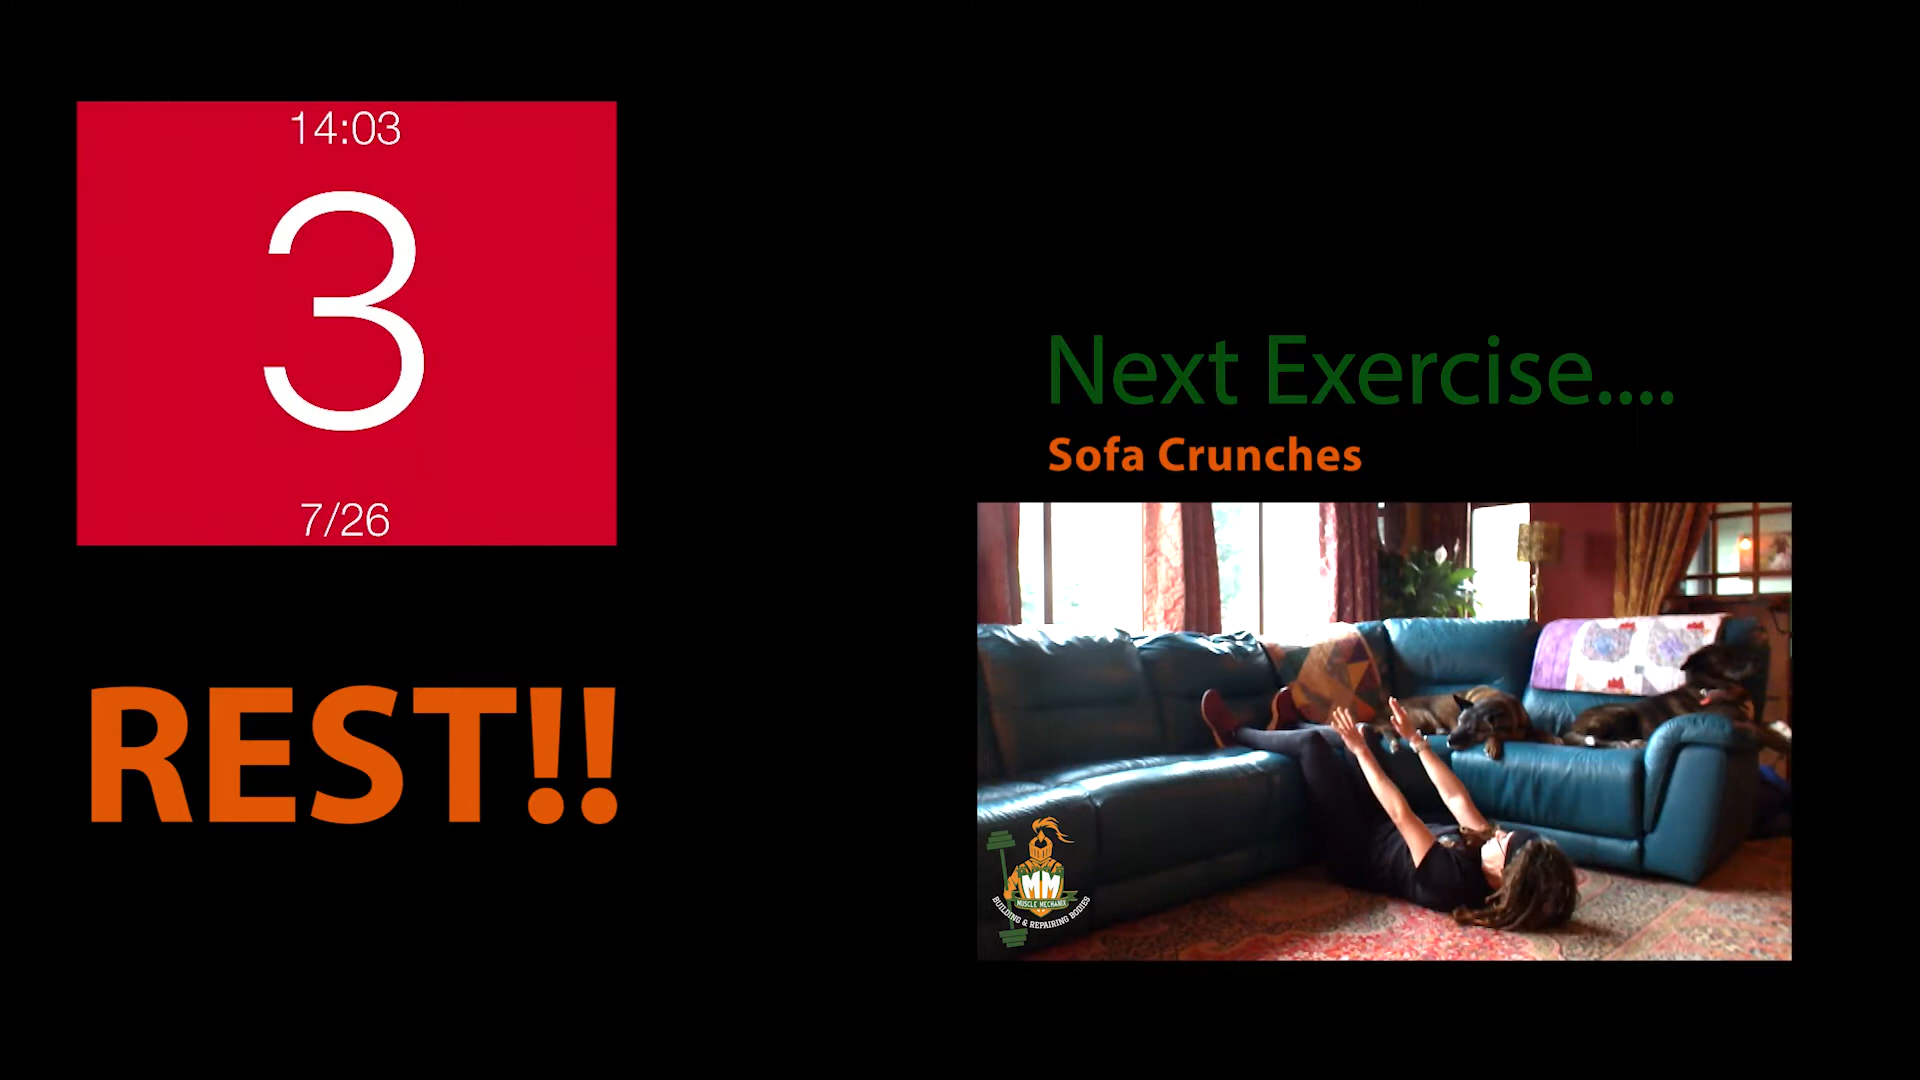 14:03
3
7/26
REST!!
Next Exercise....
Sofa Crunches
MM
MUSCLE MECHANIX
BUILDING & REPAIRING BODIES